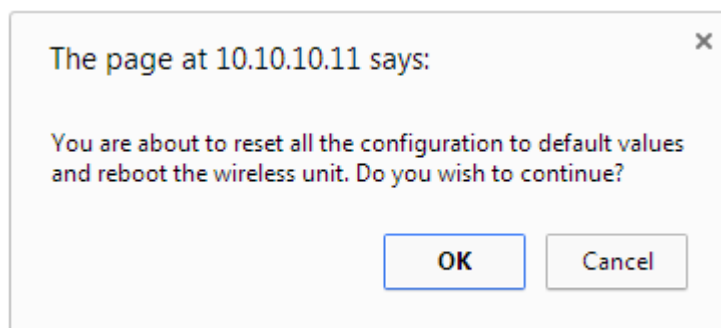 The page at 10.10.10.11 says:
You are about to reset all the configuration to default values
and reboot the wireless unit. Do you wish to continue?
OK
Cancel